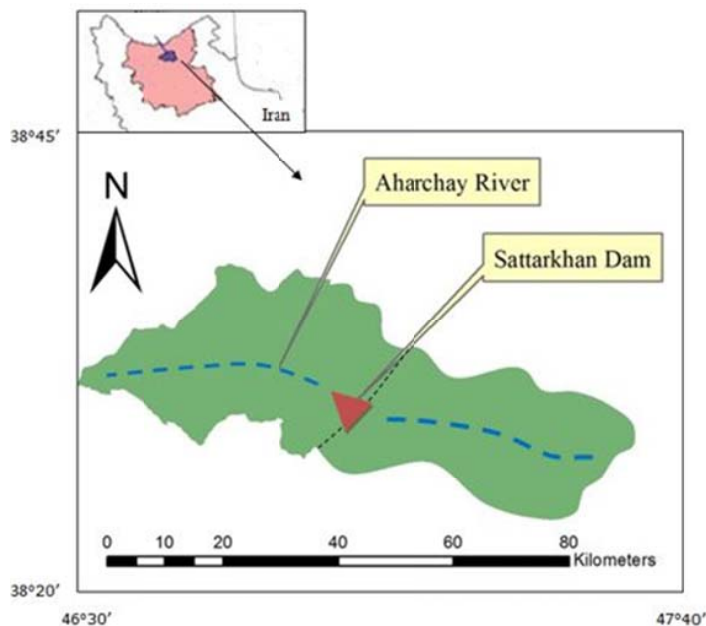 Iran
38°45′
N
Aharchay River
Sattarkhan Dam
0 10 20 40 60 80
Kilometers
38°20′
46°30′
47°40′